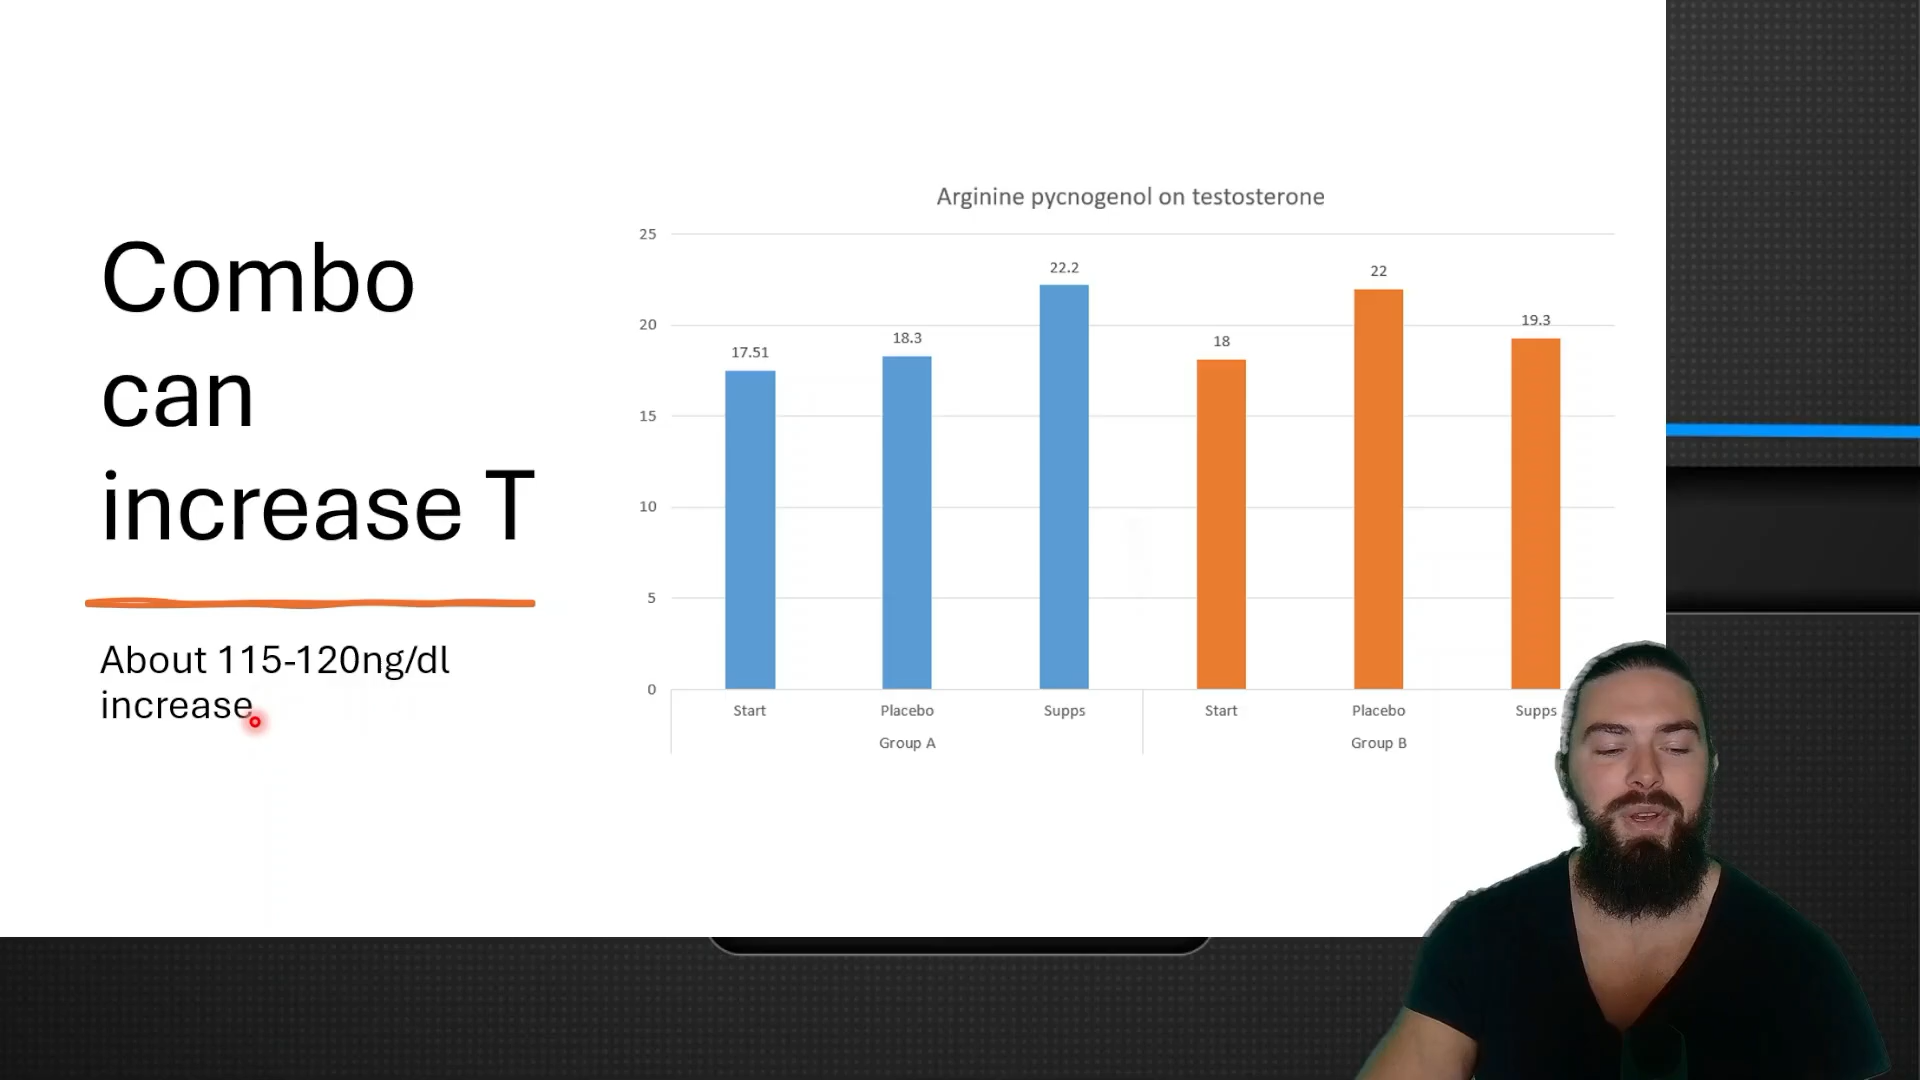 Combo
can
increase T
About 115-120ng/dl
increase
Arginine pycnogenol on testosterone
25
20
15
10
5
0
17.51
18.3
22.2
18
22
19.3
Start
Placebo
Supps
Start
Placebo
Supps
Group A
Group B